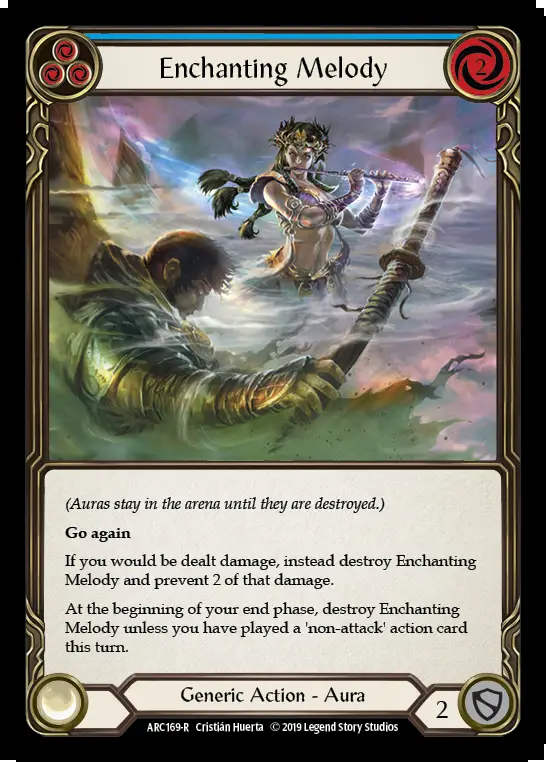 Enchanting Melody
2
(Auras stay in the arena until they are destroyed.)
Go again
If you would be dealt damage, instead destroy Enchanting
Melody and prevent 2 of that damage.
At the beginning of your end phase, destroy Enchanting
Melody unless you have played a 'non-attack' action card
this turn.
Generic Action - Aura
2
ARC169-R Cristián Huerta © 2019 Legend Story Studios